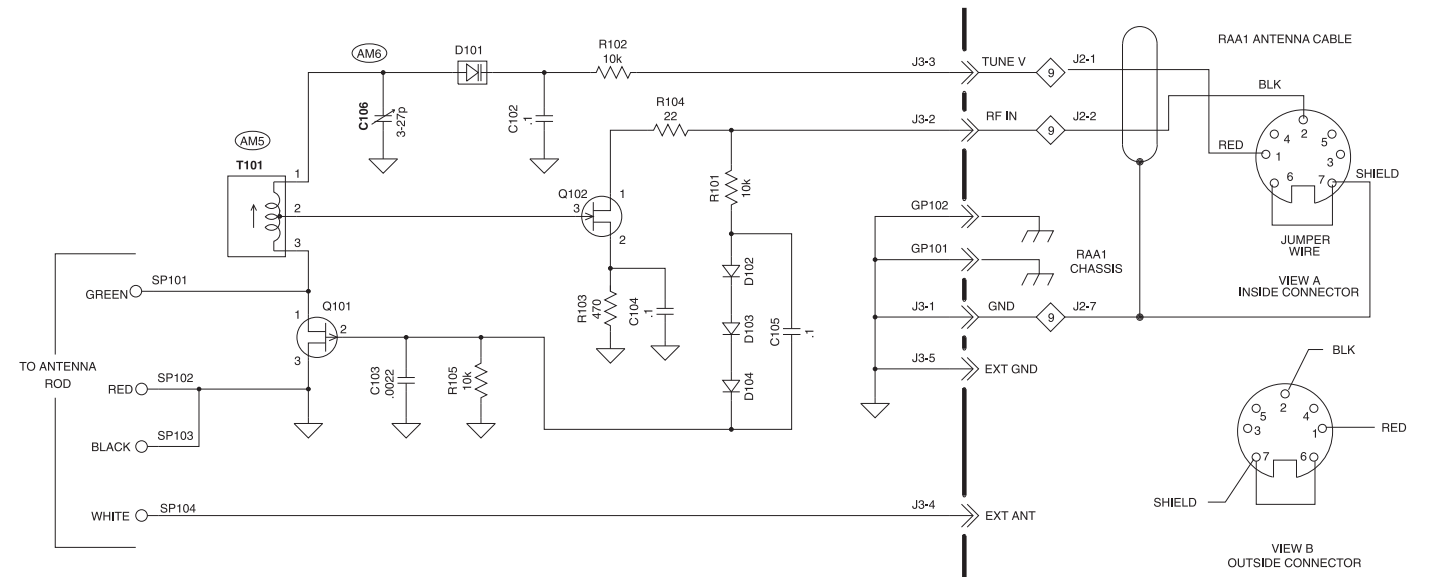 AM6
D101
R102
10k
C106
3-27p
C102
.1
J3-3
TUNE V
9
J2-1
RAA1 ANTENNA CABLE
BLK
R104
22
J3-2
RF IN
9
J2-2
RED
4
2
5
1
3
6
7
SHIELD
JUMPER
WIRE
VIEW A
INSIDE CONNECTOR
AM5
T101
1
2
3
Q102
3
1
2
R101
10k
GP102
GP101
RAA1
CHASSIS
D102
D103
D104
C105
.1
R103
470
C104
.1
J3-1
GND
9
J2-7
J3-5
EXT GND
GREEN
SP101
Q101
1
2
3
TO ANTENNA
ROD
RED
SP102
BLACK
SP103
C103
.0022
R105
10k
WHITE
SP104
J3-4
EXT ANT
BLK
5
2
4
3
1
RED
7
6
SHIELD
VIEW B
OUTSIDE CONNECTOR